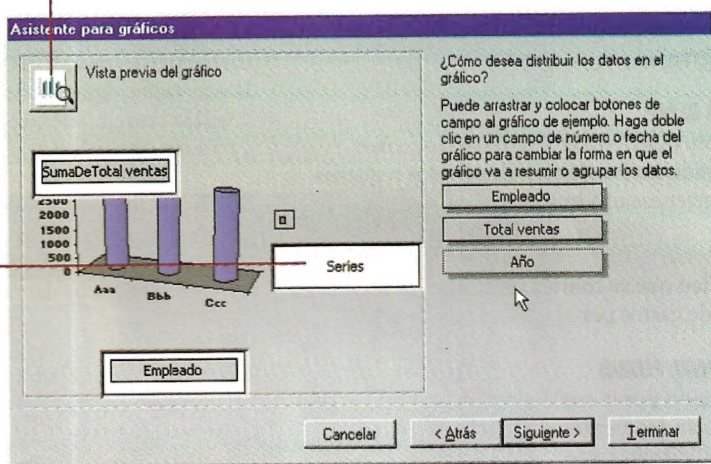 Asistente para gráficos
Vista previa del gráfico
SumaDeTotal ventas
2500
2000
1500
1000
500
0
Aaa
Bbb
Ccc
Series
Empleado
¿Cómo desea distribuir los datos en el
gráfico?
Puede arrastrar y colocar botones de
campo al gráfico de ejemplo. Haga doble
clic en un campo de número o fecha del
gráfico para cambiar la forma en que el
gráfico va a resumir o agrupar los datos.
Empleado
Total ventas
Año
Cancelar
< Atrás
Siguiente >
Terminar